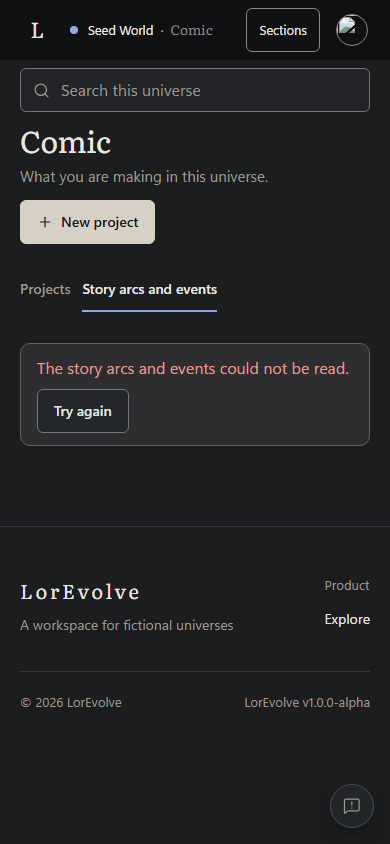 L
Seed World · Comic
Sections
Search this universe
Comic
What you are making in this universe.
+ New project
Projects
Story arcs and events
The story arcs and events could not be read.
Try again
LorEvolve
Product
A workspace for fictional universes
Explore
© 2026 LorEvolve
LorEvolve v1.0.0-alpha